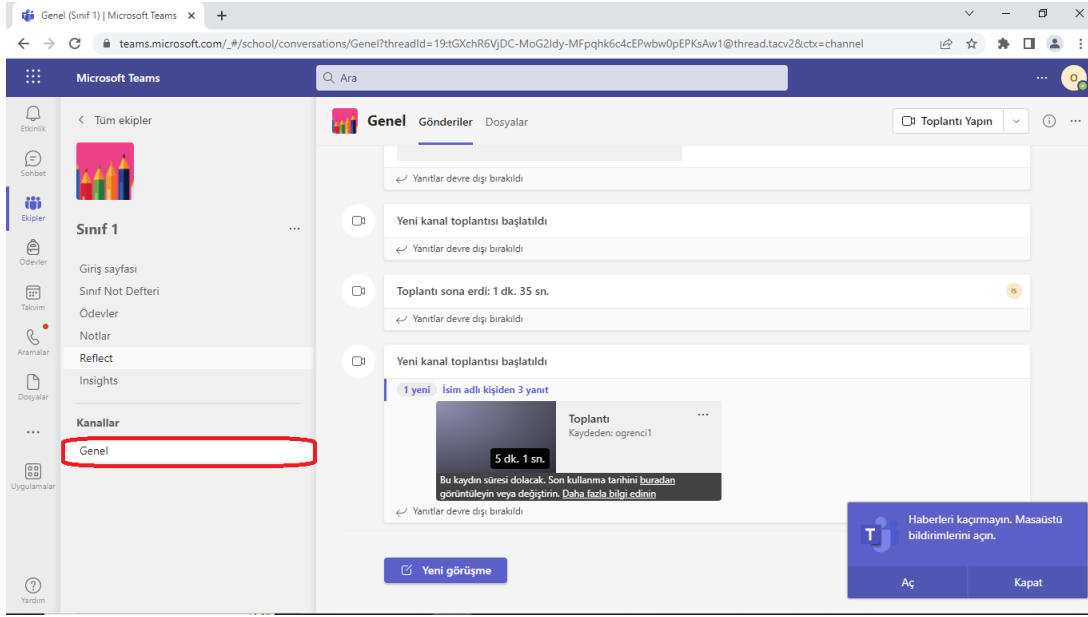 Genel (Sınıf 1) | Microsoft Teams
teams.microsoft.com/_#/school/conversations/Genel?threadId=19:tGXchR6VjDC-MoG2Idy-MFpqhk6c4cEPwbw0pEPKsAw1@thread.tacv2&ctx=channel
Microsoft Teams
Ara
O
Etkinlik
Sohbet
Ekipler
Ödevler
Takvim
Aramalar
Dosyalar
Uygulamalar
Yardım
Tüm ekipler
Sınıf 1
Giriş sayfası
Sınıf Not Defteri
Ödevler
Notlar
Reflect
Insights
Kanallar
Genel
Genel Gönderiler Dosyalar
Toplantı Yapın
Yanıtlar devre dışı bırakıldı
Yeni kanal toplantısı başlatıldı
Yanıtlar devre dışı bırakıldı
Toplantı sona erdi: 1 dk. 35 sn.
Yanıtlar devre dışı bırakıldı
Yeni kanal toplantısı başlatıldı
1 yeni İsim adlı kişiden 3 yanıt
Toplantı
Kaydeden: ogrenci1
5 dk. 1 sn.
Bu kaydın süresi dolacak. Son kullanma tarihini buradan
görüntüleyin veya değiştirin. Daha fazla bilgi edinin
Yanıtlar devre dışı bırakıldı
Yeni görüşme
T
Haberleri kaçırmayın. Masaüstü
bildirimlerini açın.
Aç Kapat